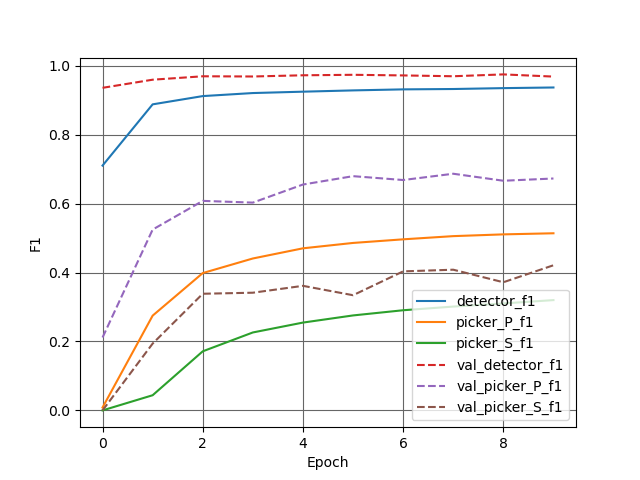 1.0
0.8
0.6
0.4
0.2
0.0
F1
0
2
4
6
8
Epoch
detector_f1
picker_P_f1
picker_S_f1
val_detector_f1
val_picker_P_f1
val_picker_S_f1